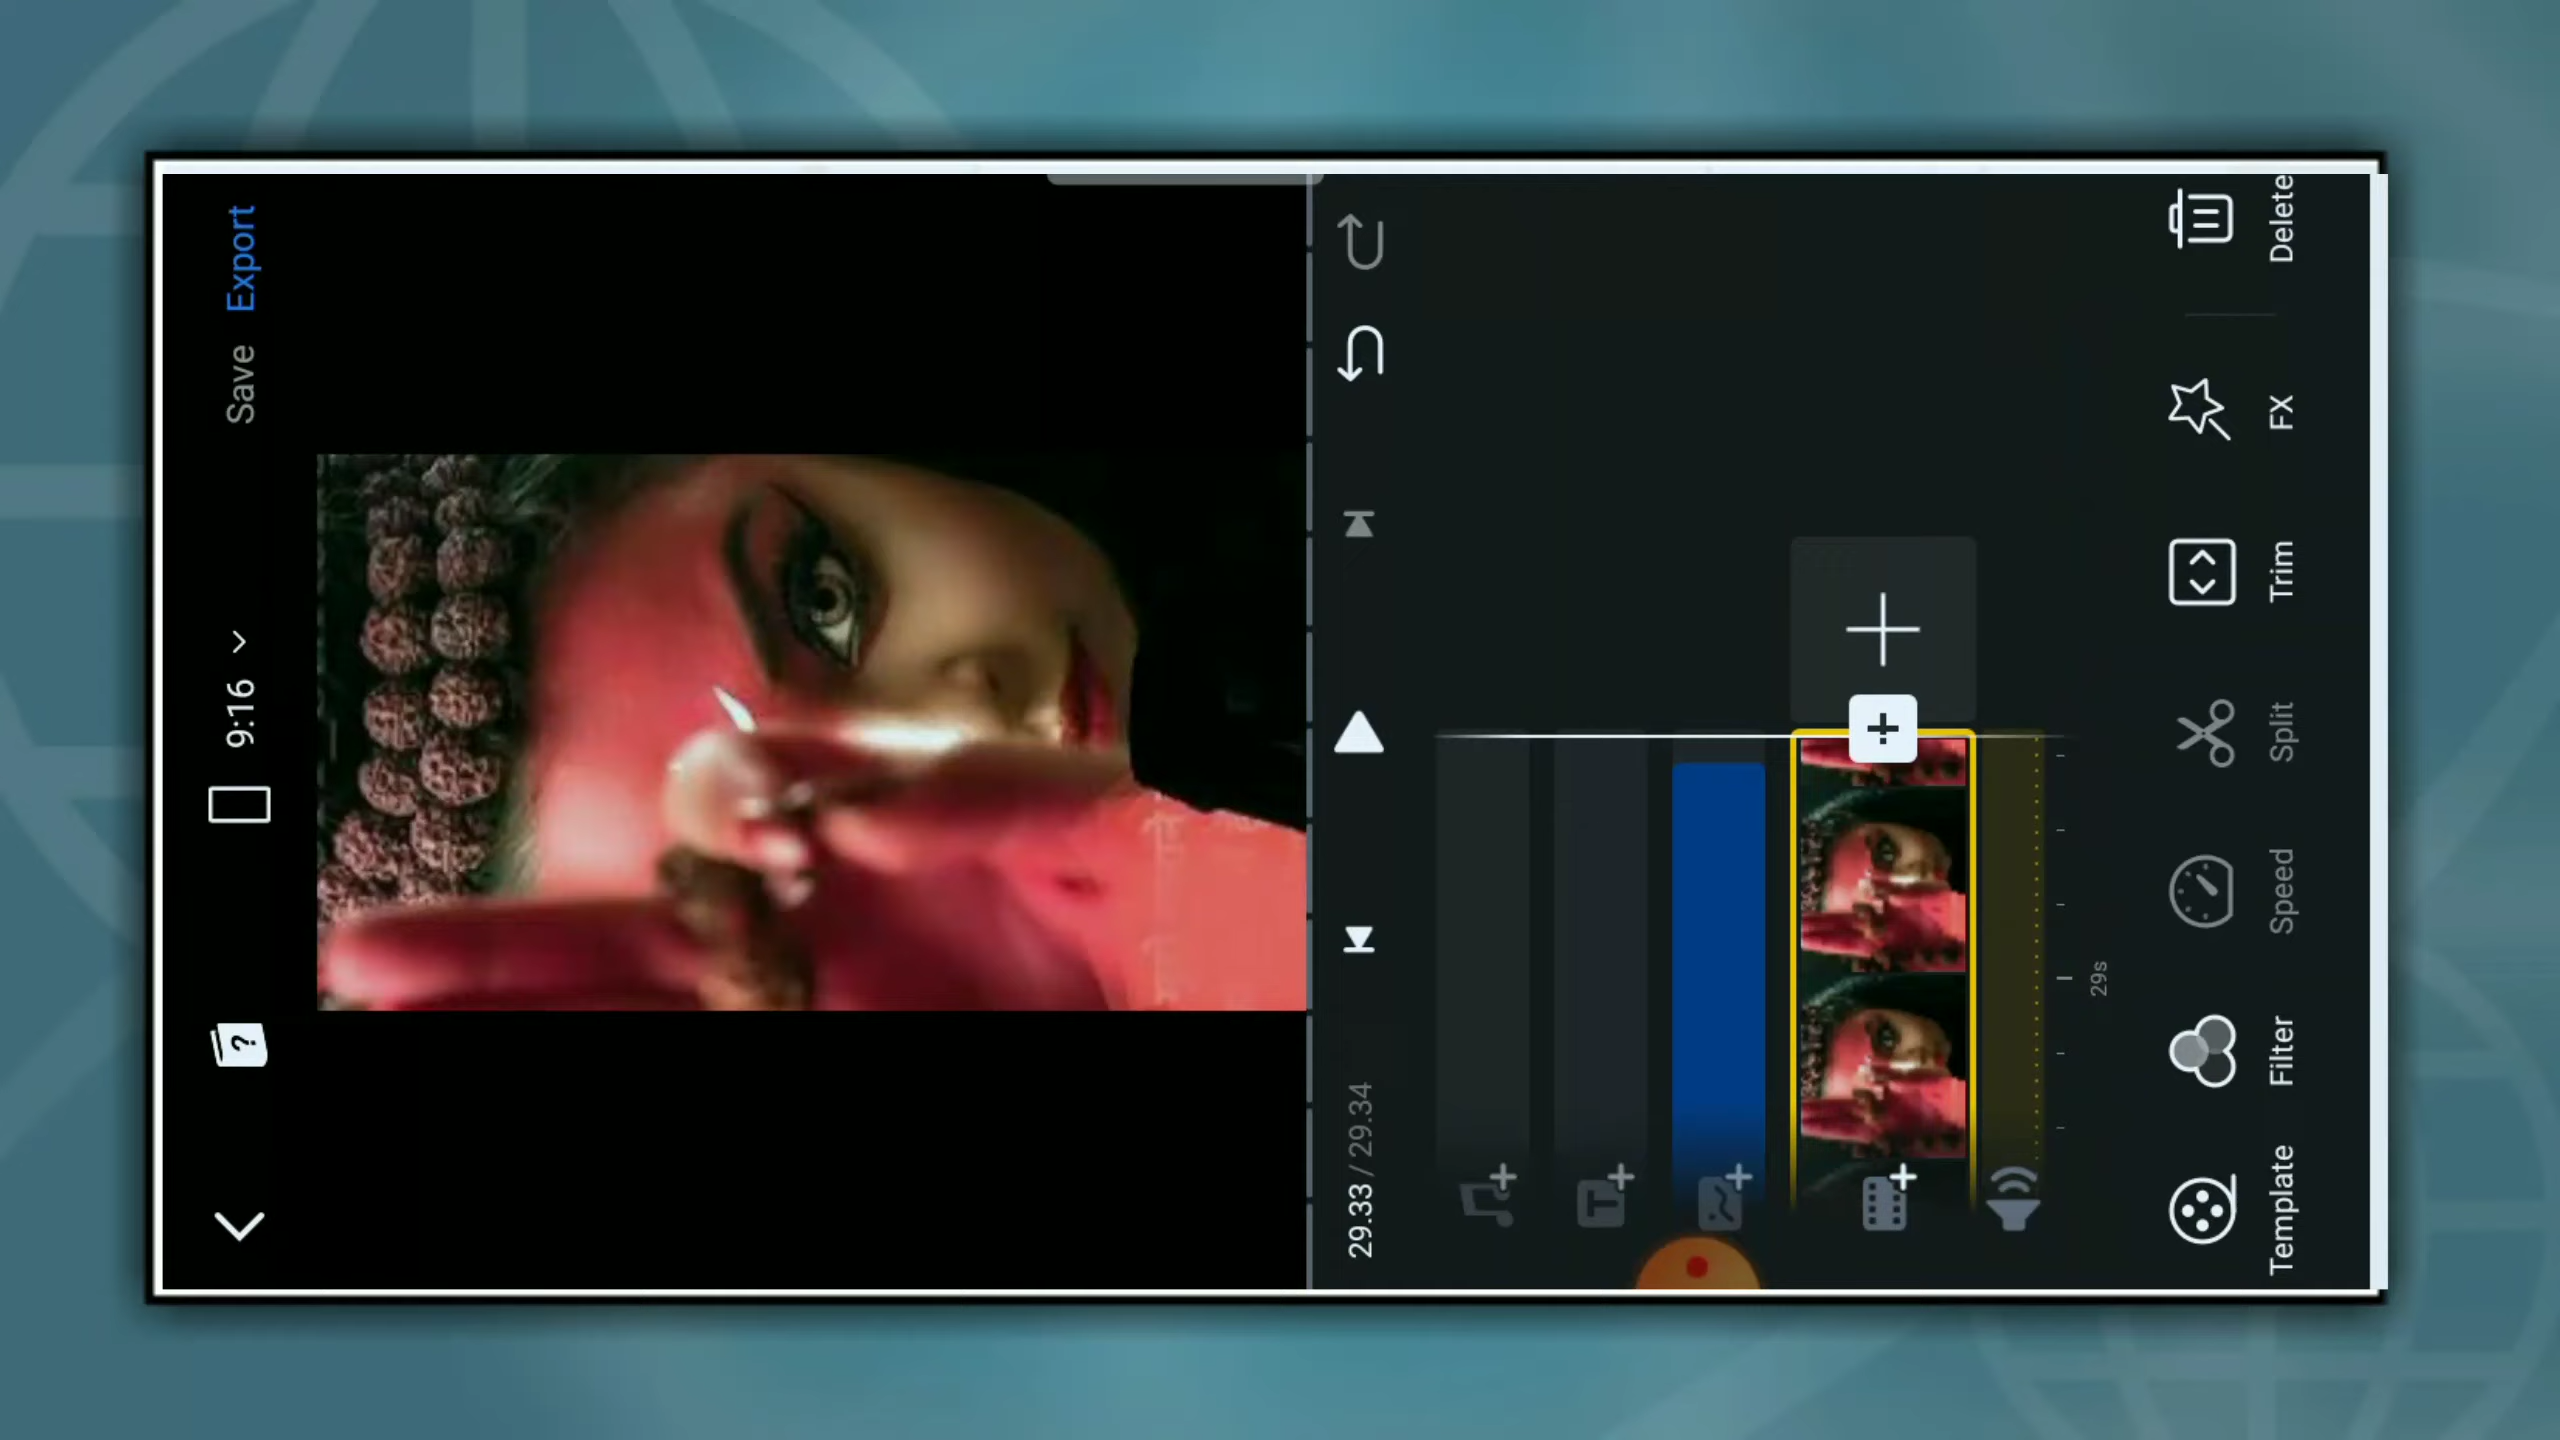 9:16
Save
Export
29.33 / 29.34
29s
Template
Filter
Speed
Split
Trim
FX
Delete